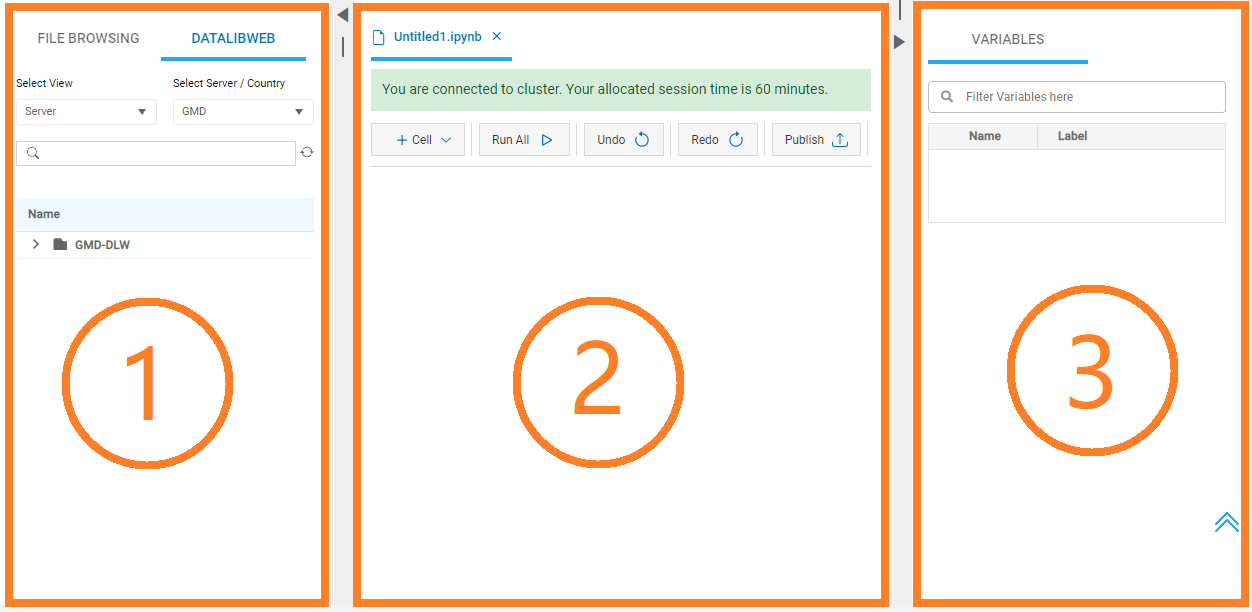 FILE BROWSING DATALIBWEB
Select View Select Server / Country
Server GMD
Name
GMD-DLW
1
Untitled1.ipynb
You are connected to cluster. Your allocated session time is 60 minutes.
+ Cell Run All Undo Redo Publish
2
VARIABLES
Filter Variables here
Name Label
3